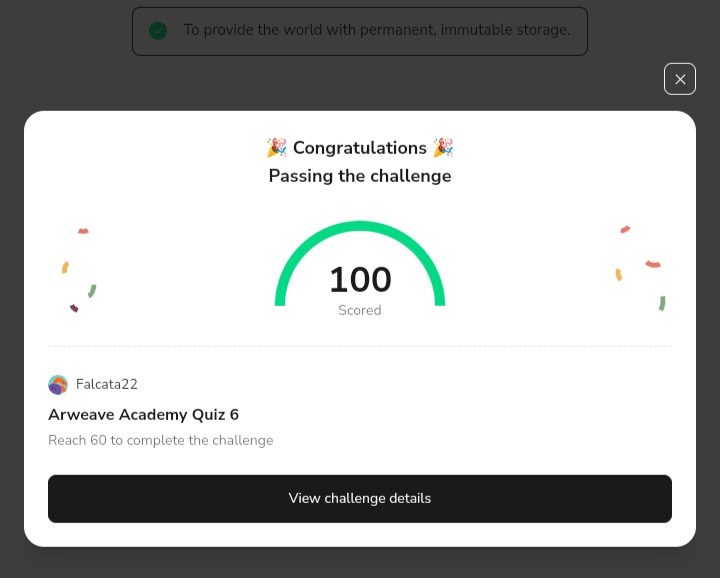 To provide the world with permanent, immutable storage.
🎉 Congratulations 🎉
Passing the challenge
100
Scored
Falcata22
Arweave Academy Quiz 6
Reach 60 to complete the challenge
View challenge details